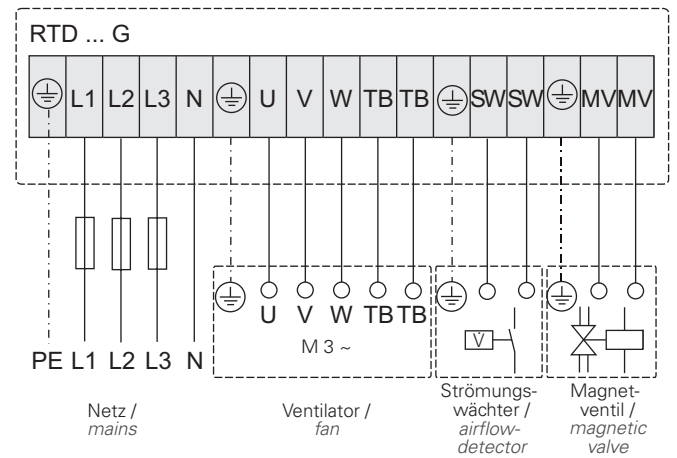 RTD ... G
L1 L2 L3 N U V W TB TB SW SW MV MV
U V W TB TB
M 3 ~
V̇
PE L1 L2 L3 N
Netz /
mains
Ventilator /
fan
Strömungs-
wächter /
airflow-
detector
Magnet-
ventil /
magnetic
valve